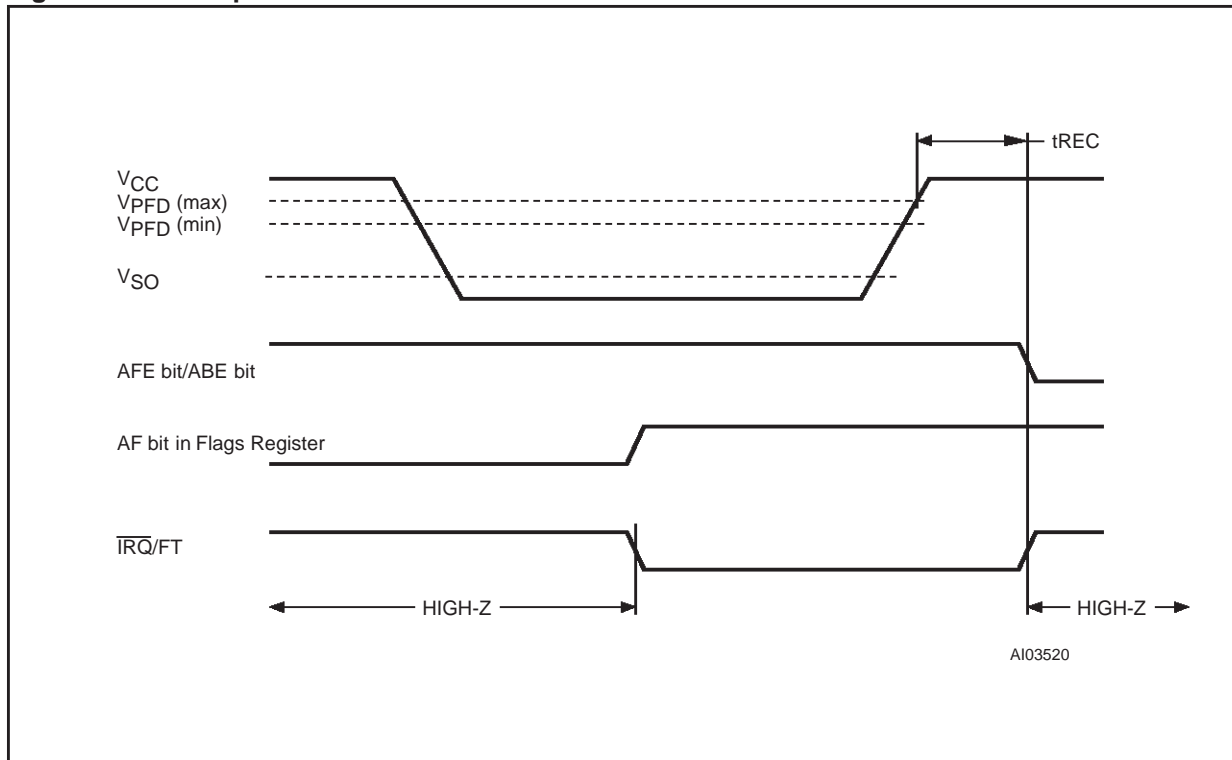 tREC
VCC
VPFD (max)
VPFD (min)
VSO
AFE bit/ABE bit
AF bit in Flags Register
IRQ/FT
HIGH-Z
HIGH-Z
AI03520